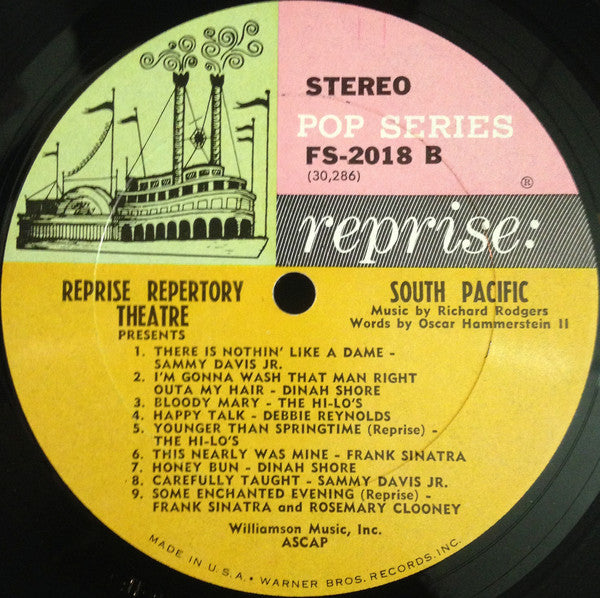 STEREO
POP SERIES
FS-2018 B
(30,286)
®
reprise:
REPRISE REPERTORY
THEATRE
PRESENTS
SOUTH PACIFIC
Music by Richard Rodgers
Words by Oscar Hammerstein II
1. THERE IS NOTHIN' LIKE A DAME -
SAMMY DAVIS JR.
2. I'M GONNA WASH THAT MAN RIGHT
OUTA MY HAIR - DINAH SHORE
3. BLOODY MARY - THE HI-LO'S
4. HAPPY TALK - DEBBIE REYNOLDS
5. YOUNGER THAN SPRINGTIME (Reprise) -
THE HI-LO'S
6. THIS NEARLY WAS MINE - FRANK SINATRA
7. HONEY BUN - DINAH SHORE
8. CAREFULLY TAUGHT - SAMMY DAVIS JR.
9. SOME ENCHANTED EVENING (Reprise) -
FRANK SINATRA and ROSEMARY CLOONEY
Williamson Music, Inc.
ASCAP
MADE IN U.S.A. • WARNER BROS. RECORDS, INC.